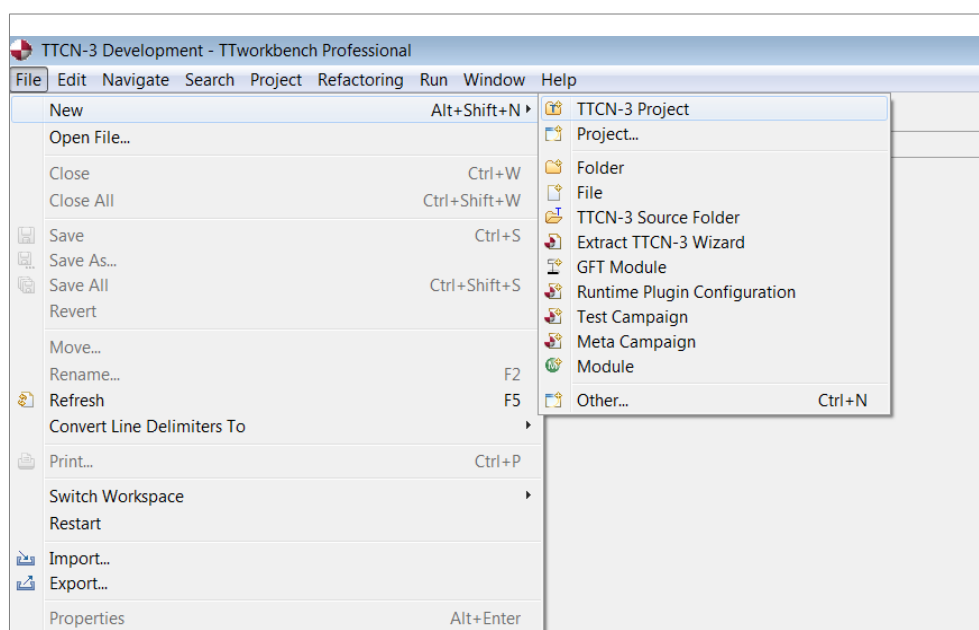 TTCN-3 Development - TTworkbench Professional
File Edit Navigate Search Project Refactoring Run Window Help
New Alt+Shift+N
Open File...
Close Ctrl+W
Close All Ctrl+Shift+W
Save Ctrl+S
Save As...
Save All Ctrl+Shift+S
Revert
Move...
Rename... F2
Refresh F5
Convert Line Delimiters To
Print... Ctrl+P
Switch Workspace
Restart
Import...
Export...
Properties Alt+Enter
TTCN-3 Project
Project...
Folder
File
TTCN-3 Source Folder
Extract TTCN-3 Wizard
GFT Module
Runtime Plugin Configuration
Test Campaign
Meta Campaign
Module
Other... Ctrl+N